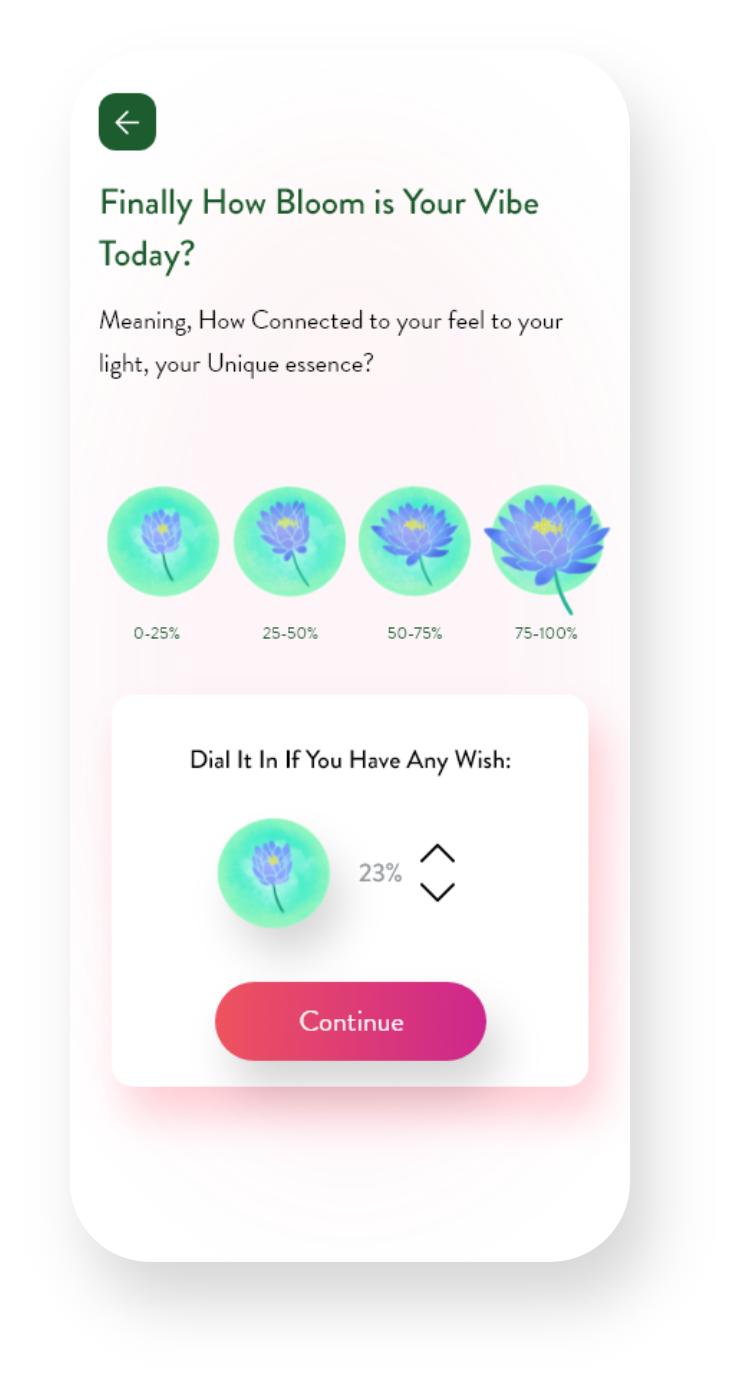 Finally How Bloom is Your Vibe
Today?
Meaning, How Connected to your feel to your
light, your Unique essence?
0-25%
25-50%
50-75%
75-100%
Dial It In If You Have Any Wish:
23%
Continue